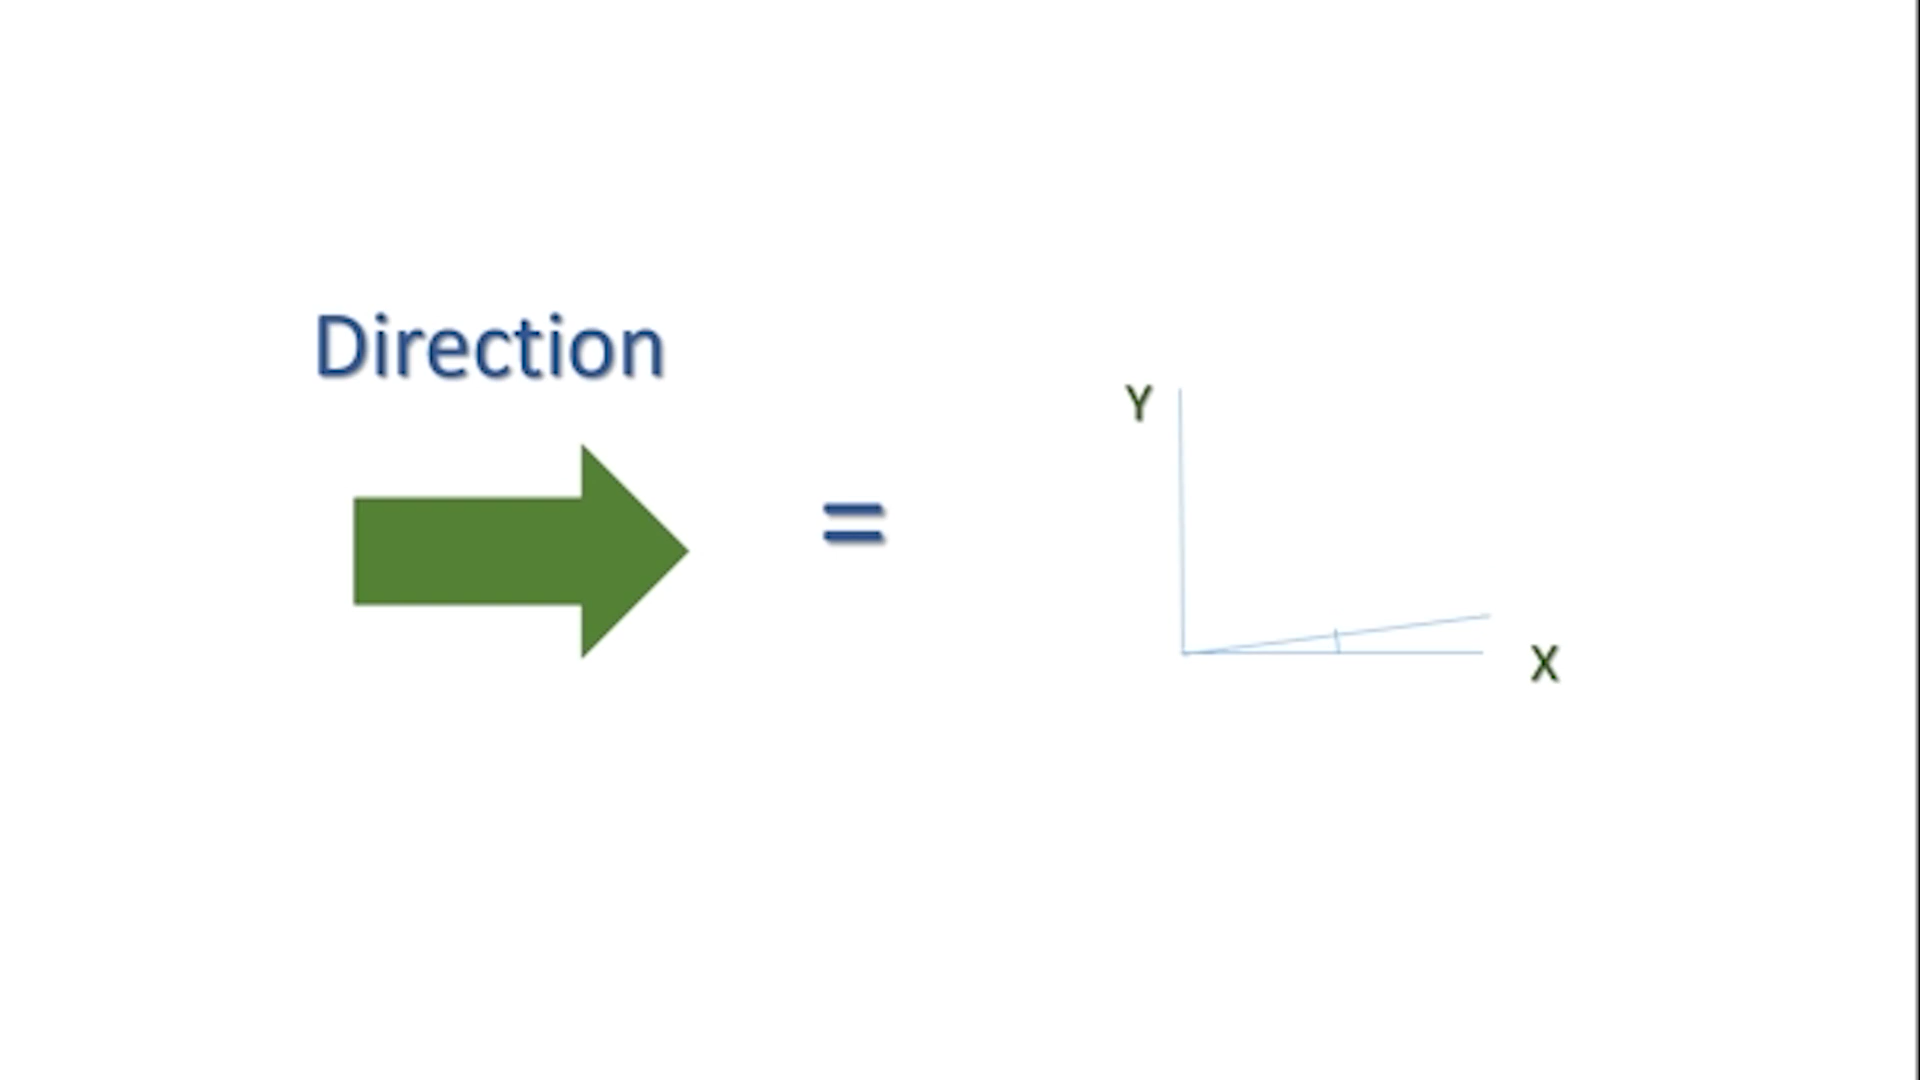 Direction
=
Y
X